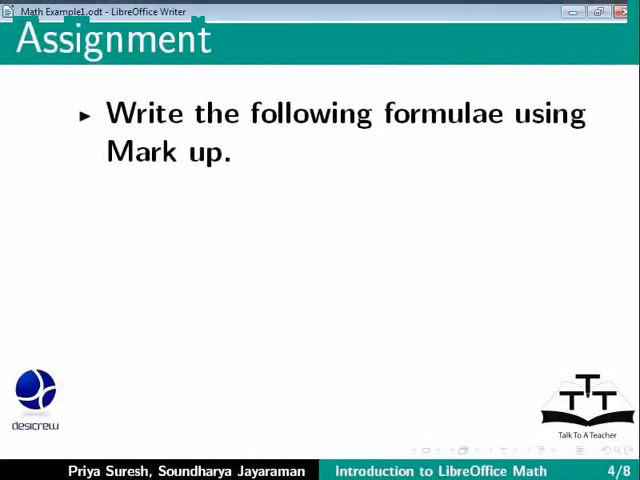 Math Example1.odt - LibreOffice Writer
Assignment
Write the following formulae using
Mark up.
desicrew
T T T
Talk To A Teacher
Priya Suresh, Soundharya Jayaraman Introduction to LibreOffice Math 4/8